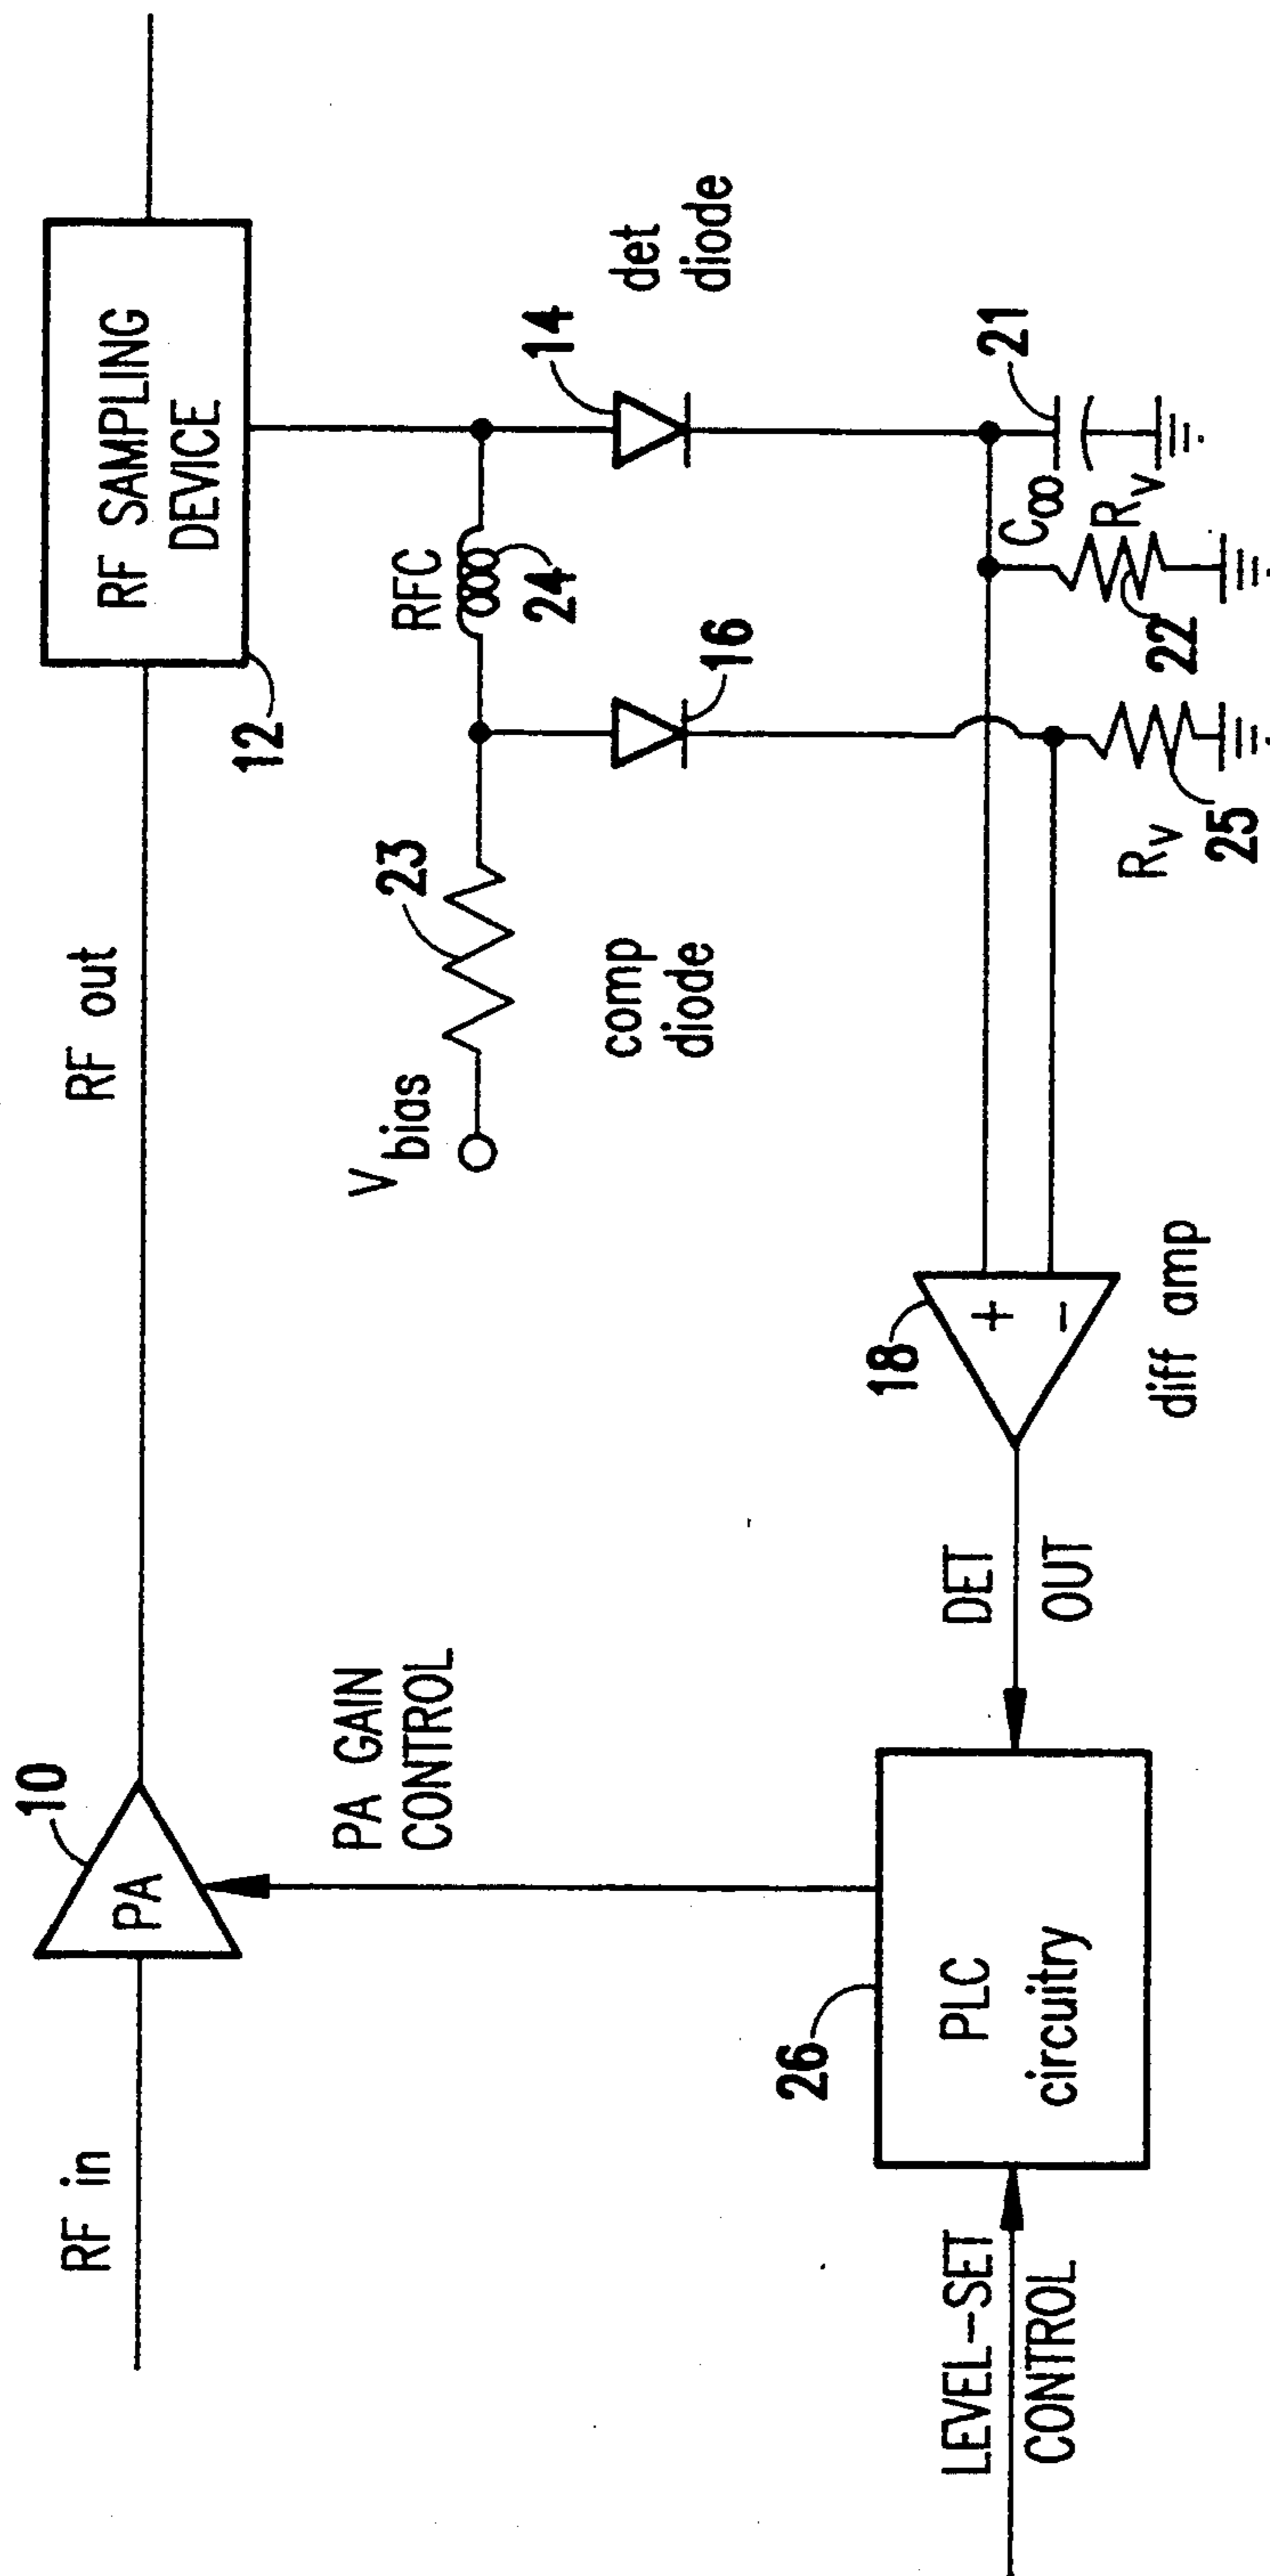 RF in
10
PA
RF out
RF SAMPLING
DEVICE
12
PA GAIN
CONTROL
V
bias
23
RFC
24
comp
diode
16
14
det
diode
26
PLC
circuitry
LEVEL-SET
CONTROL
DET
OUT
18
+
-
diff amp
C∞
21
Rv
22
Rv
25